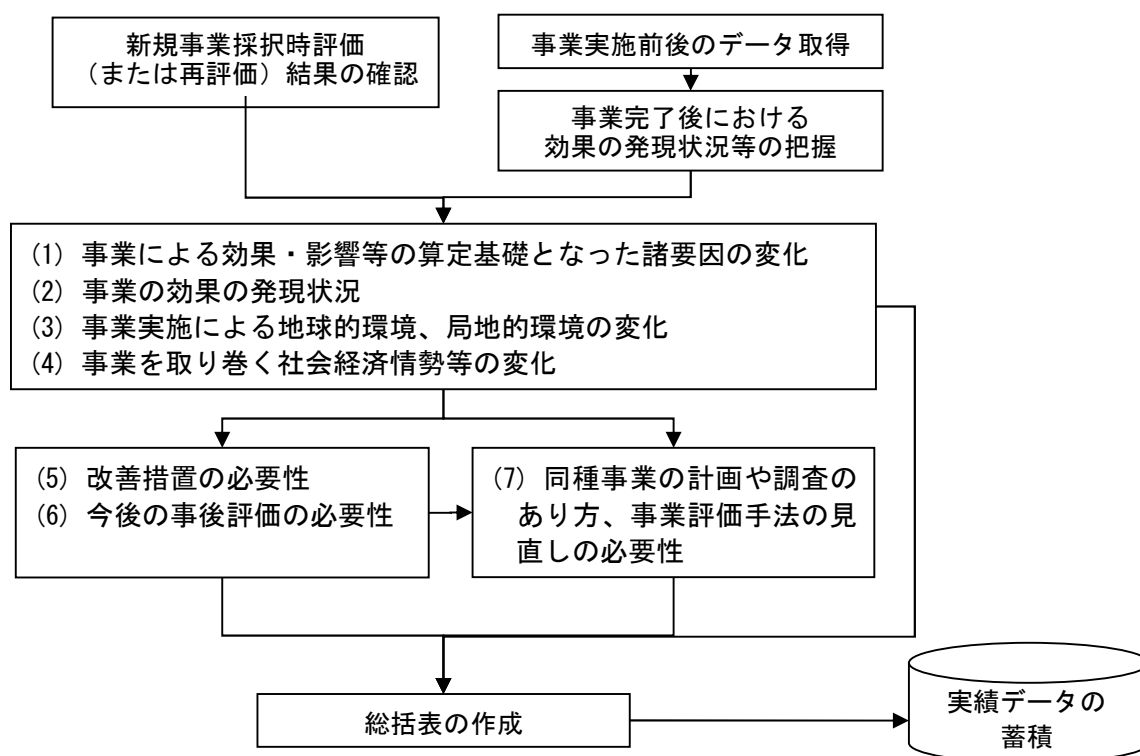 新規事業採択時評価
（または再評価）結果の確認
事業実施前後のデータ取得
事業完了後における
効果の発現状況等の把握
(1) 事業による効果・影響等の算定基礎となった諸要因の変化
(2) 事業の効果の発現状況
(3) 事業実施による地球的環境、局地的環境の変化
(4) 事業を取り巻く社会経済情勢等の変化
(5) 改善措置の必要性
(6) 今後の事後評価の必要性
(7) 同種事業の計画や調査の
あり方、事業評価手法の見
直しの必要性
総括表の作成
実績データの
蓄積